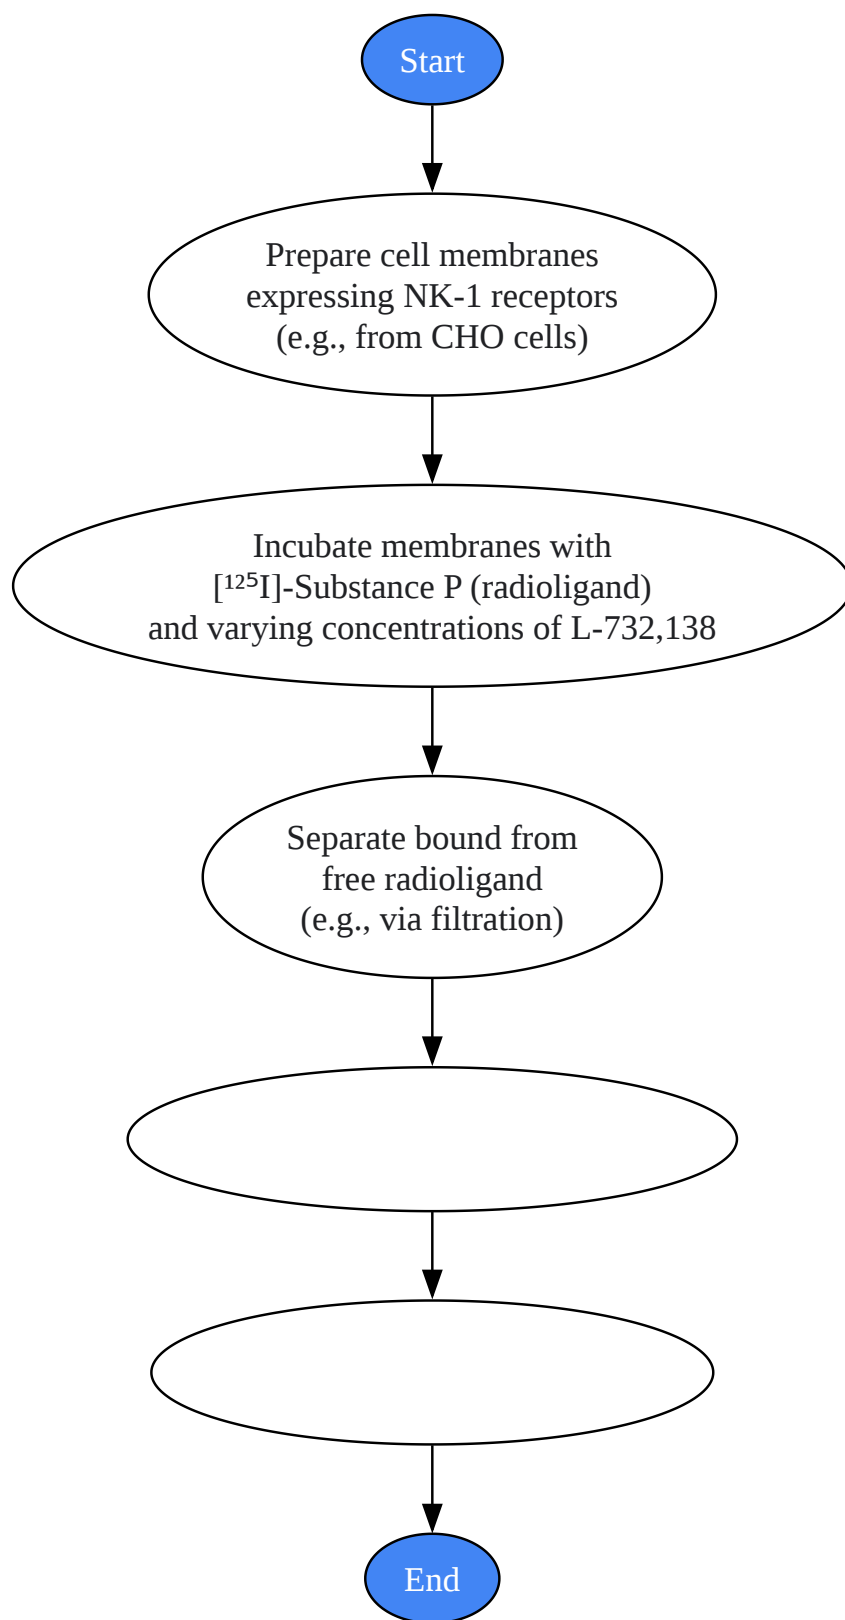 Start
Prepare cell membranes
expressing NK-1 receptors
(e.g., from CHO cells)
Incubate membranes with
[¹²⁵I]-Substance P (radioligand)
and varying concentrations of L-732,138
Separate bound from
free radioligand
(e.g., via filtration)
End